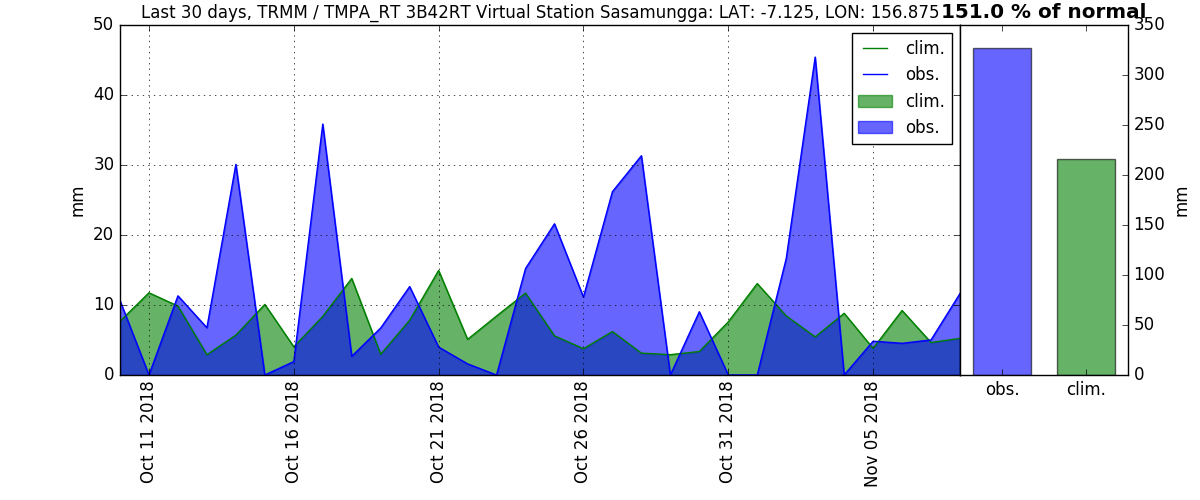 Last 30 days, TRMM / TMPA_RT 3B42RT Virtual Station Sasamungga: LAT: -7.125, LON: 156.875
151.0 % of normal
50
40
30
20
10
0
mm
clim.
obs.
clim.
obs.
Oct 11 2018
Oct 16 2018
Oct 21 2018
Oct 26 2018
Oct 31 2018
Nov 05 2018
350
300
250
200
150
100
50
0
mm
obs.
clim.